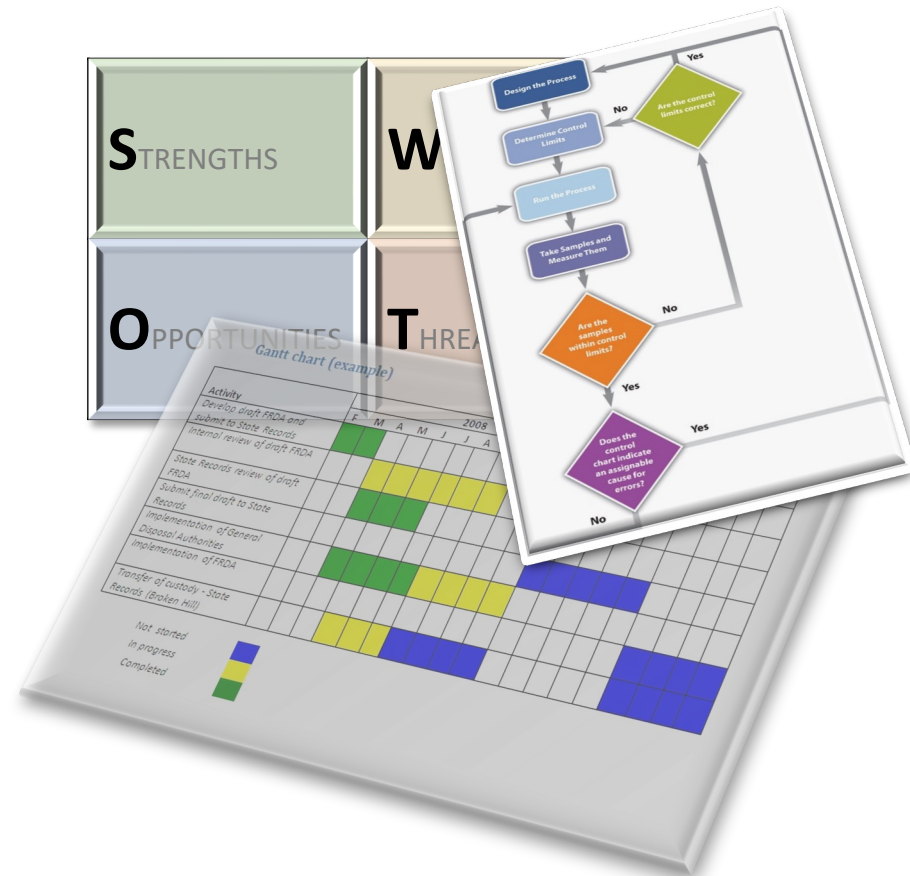 STRENGTHS
W
OPPORTUNITIES
THREA
Design the Process
Determine Control
Limits
Run the Process
Take Samples and
Measure Them
Are the
samples
within control
limits?
Does the
control
chart indicate
an assignable
cause for
errors?
Are the control
limits correct?
Yes
No
No
Yes
Yes
No
Gantt chart (example)
Activity
2008
F M A M J J A
Develop draft FRDA and
submit to State Records
Internal review of draft FRDA
State Records review of draft
FRDA
Submit final draft to State
Records
Implementation of General
Disposal Authorities
Implementation of FRDA
Transfer of custody - State
Records (Broken Hill)
Not started
In progress
Completed